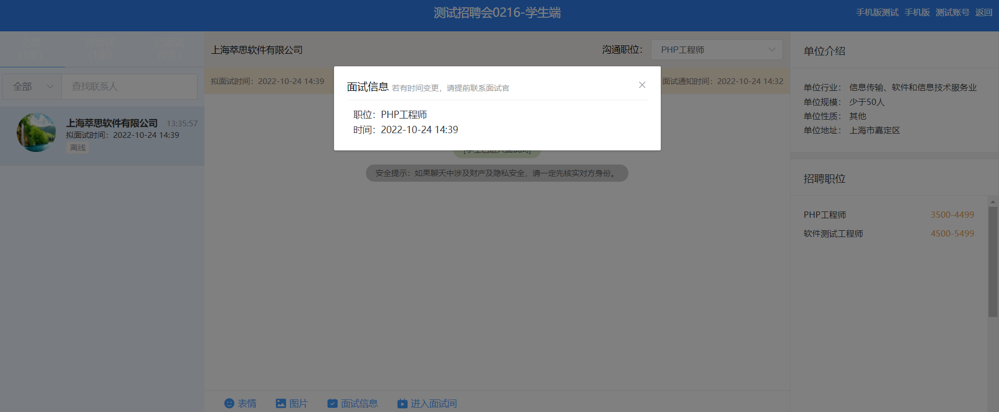 测试招聘会0216-学生端
手机版测试 手机版 测试账号 返回
全部
(1家)
待面试
(1家)
已面试
(0家)
全部
查找联系人
上海萃思软件有限公司 13:35:57
拟面试时间：2022-10-24 14:39
离线
上海萃思软件有限公司
沟通职位： PHP工程师
拟面试时间：2022-10-24 14:39
面试通知时间：2022-10-24 14:32
面试信息 若有时间变更，请提前联系面试官
职位：PHP工程师
时间：2022-10-24 14:39
[学生已进入面试间]
安全提示：如果聊天中涉及财产及隐私安全，请一定先核实对方身份。
表情 图片 面试信息 进入面试间
单位介绍
单位行业： 信息传输、软件和信息技术服务业
单位规模： 少于50人
单位性质： 其他
单位地址： 上海市嘉定区
招聘职位
PHP工程师 3500-4499
软件测试工程师 4500-5499